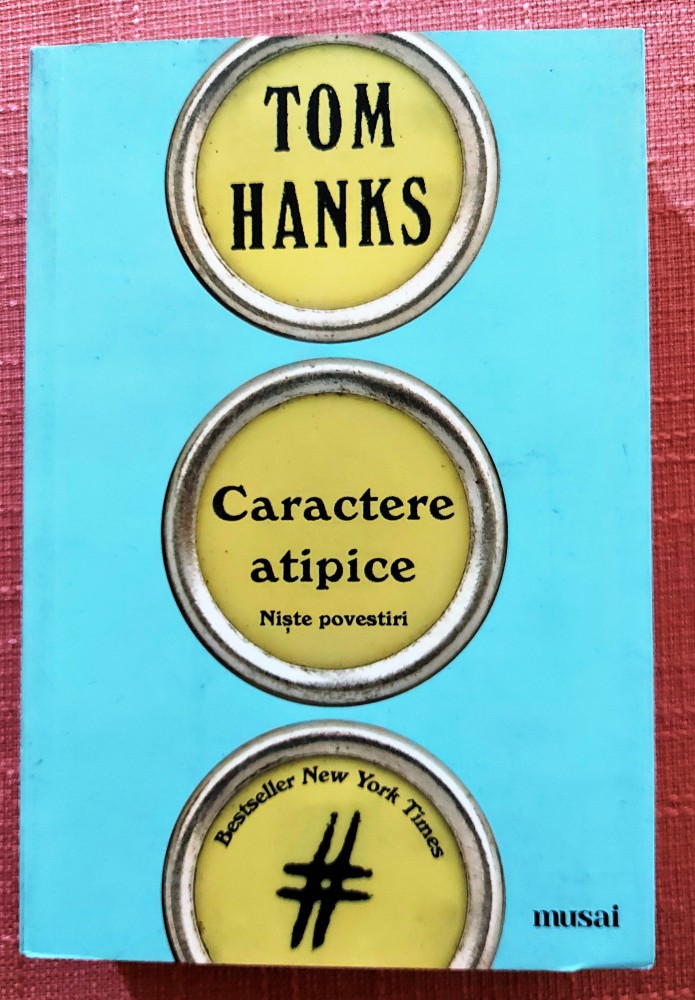 TOM
HANKS
Caractere
atipice
Niște povestiri
Bestseller New York Times
#
musai